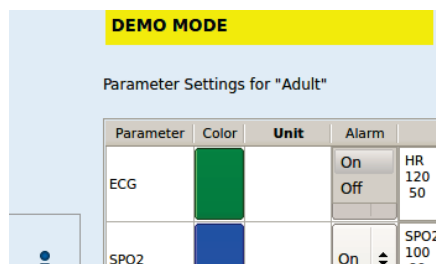 DEMO MODE
Parameter Settings for "Adult"
Parameter Color Unit Alarm
ECG On Off HR 120 50
SPO2 On SPO2 100